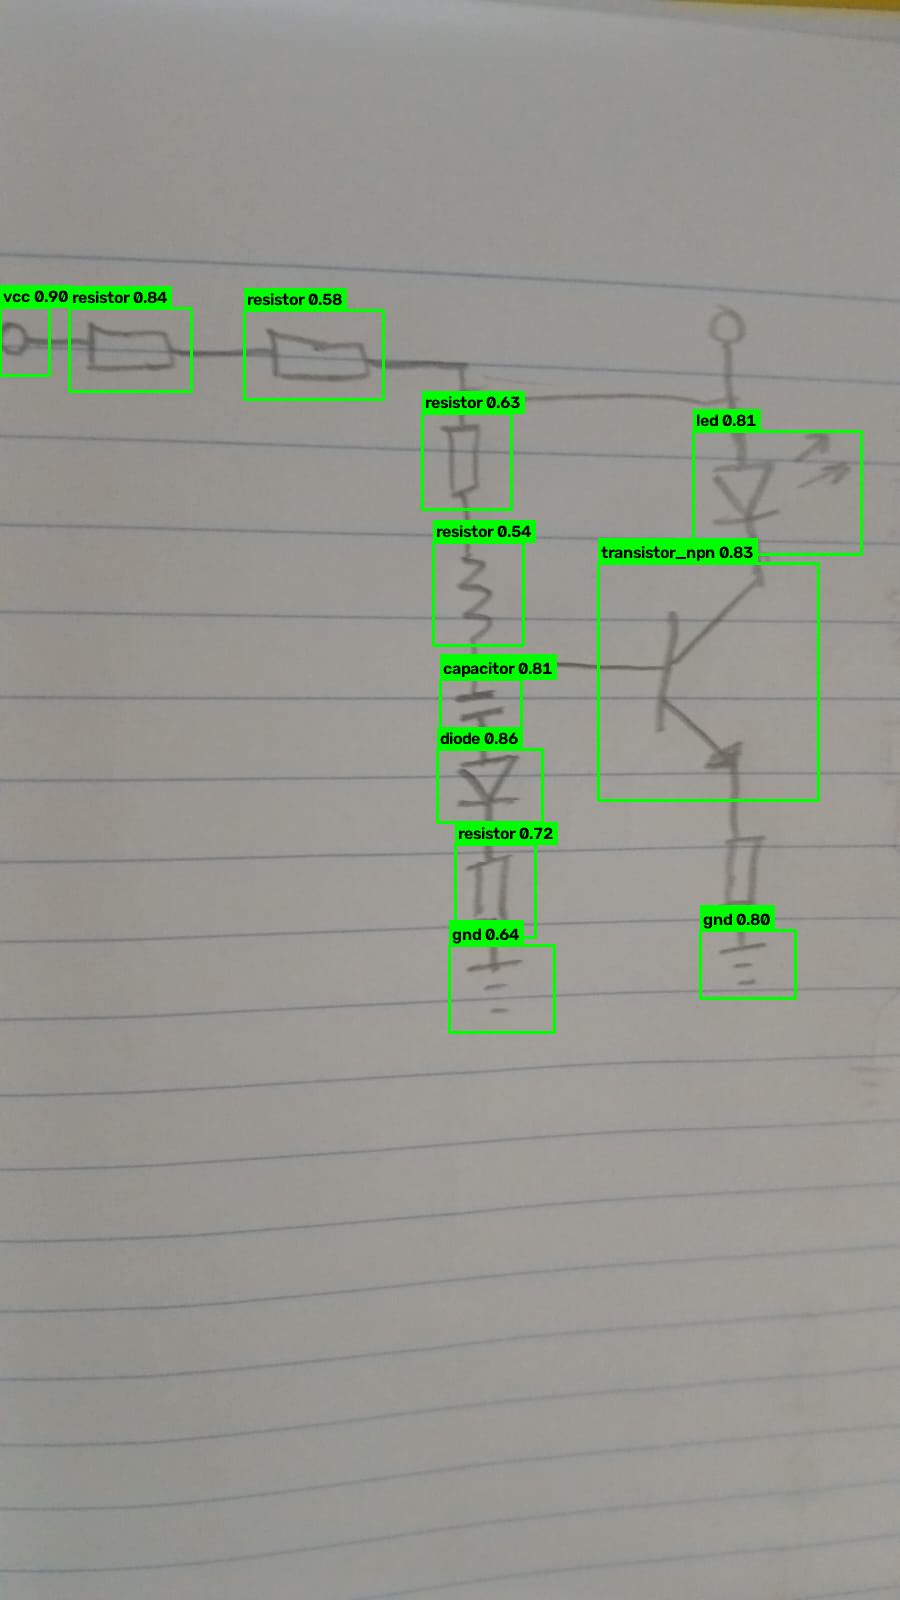 vcc 0.90 resistor 0.84
resistor 0.58
resistor 0.63
led 0.81
resistor 0.54
transistor_npn 0.83
capacitor 0.81
diode 0.86
resistor 0.72
gnd 0.80
gnd 0.64